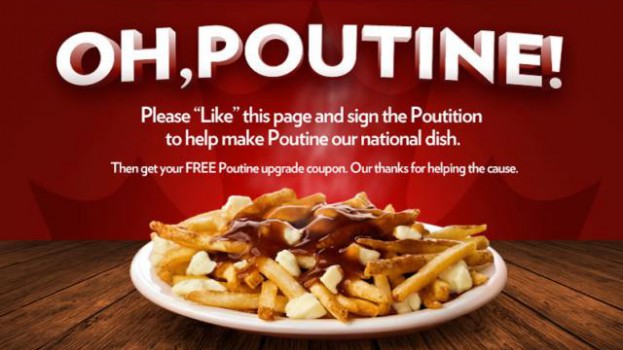 OH, POUTINE!
Please “Like” this page and sign the Poutition
to help make Poutine our national dish.
Then get your FREE Poutine upgrade coupon. Our thanks for helping the cause.